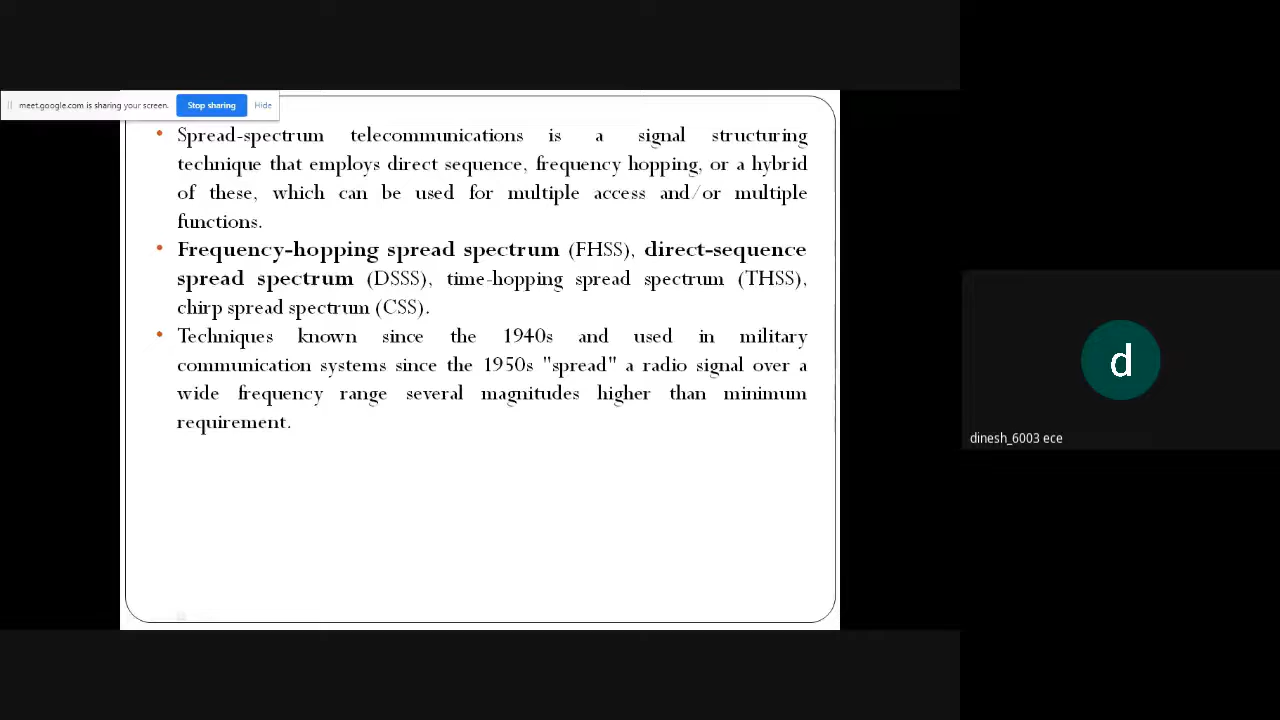 meet.google.com is sharing your screen. Stop sharing Hide
• Spread-spectrum telecommunications is a signal structuring
technique that employs direct sequence, frequency hopping, or a hybrid
of these, which can be used for multiple access and/or multiple
functions.
• Frequency-hopping spread spectrum (FHSS), direct-sequence
spread spectrum (DSSS), time-hopping spread spectrum (THSS),
chirp spread spectrum (CSS).
• Techniques known since the 1940s and used in military
communication systems since the 1950s "spread" a radio signal over a
wide frequency range several magnitudes higher than minimum
requirement.
d
dinesh_6003 ece